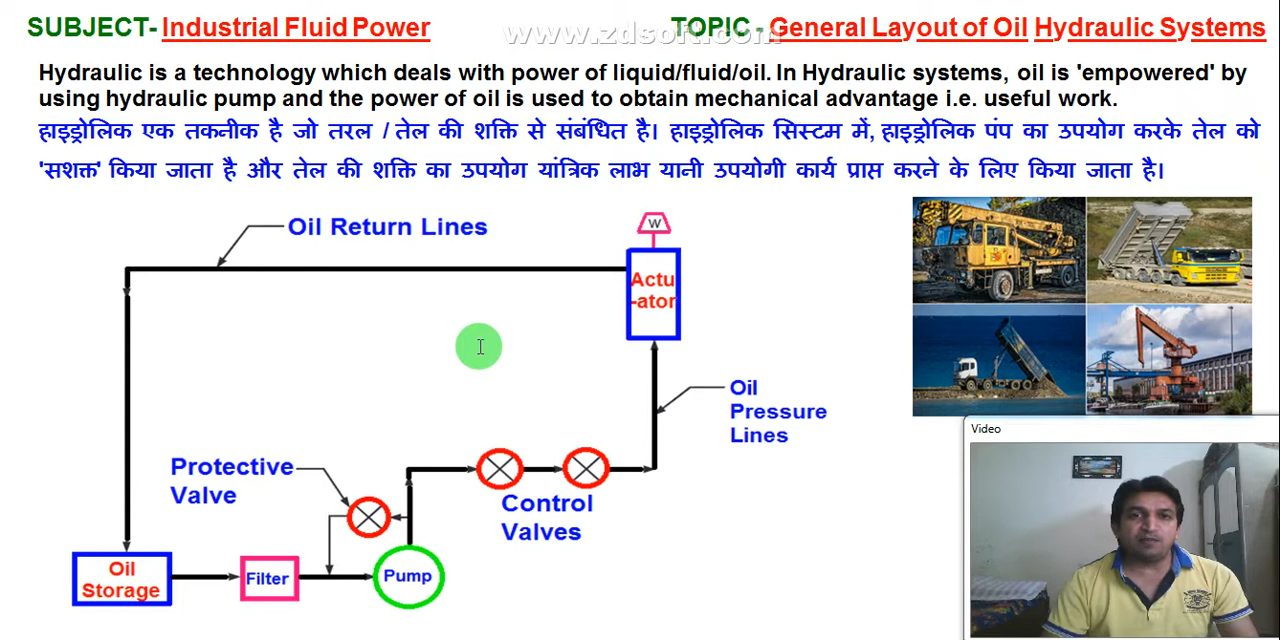 SUBJECT- Industrial Fluid Power
www.zdsoft.com
TOPIC - General Layout of Oil Hydraulic Systems
Hydraulic is a technology which deals with power of liquid/fluid/oil. In Hydraulic systems, oil is 'empowered' by
using hydraulic pump and the power of oil is used to obtain mechanical advantage i.e. useful work.
हाइड्रोलिक एक तकनीक है जो तरल / तेल की शक्ति से संबंधित है। हाइड्रोलिक सिस्टम में, हाइड्रोलिक पंप का उपयोग करके तेल को
'सशक्त' किया जाता है और तेल की शक्ति का उपयोग यांत्रिक लाभ यानी उपयोगी कार्य प्राप्त करने के लिए किया जाता है।
Oil Return Lines
W
Actu
-ator
Oil
Pressure
Lines
Protective
Valve
Control
Valves
Oil
Storage
Filter
Pump
Video